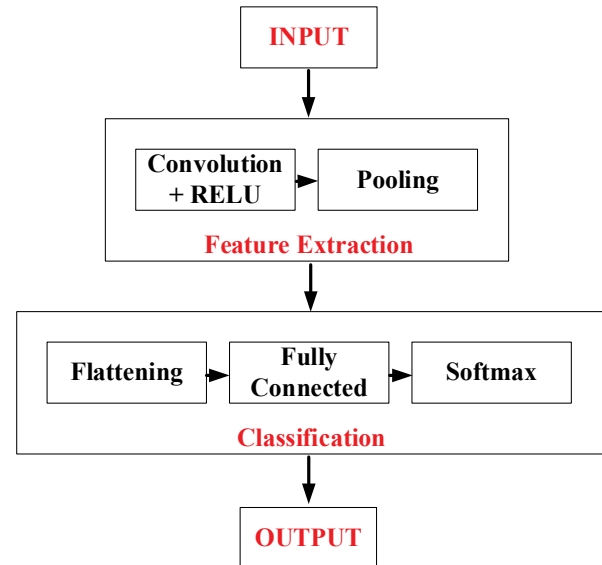 INPUT
Convolution
+ RELU
Pooling
Feature Extraction
Flattening
Fully
Connected
Softmax
Classification
OUTPUT